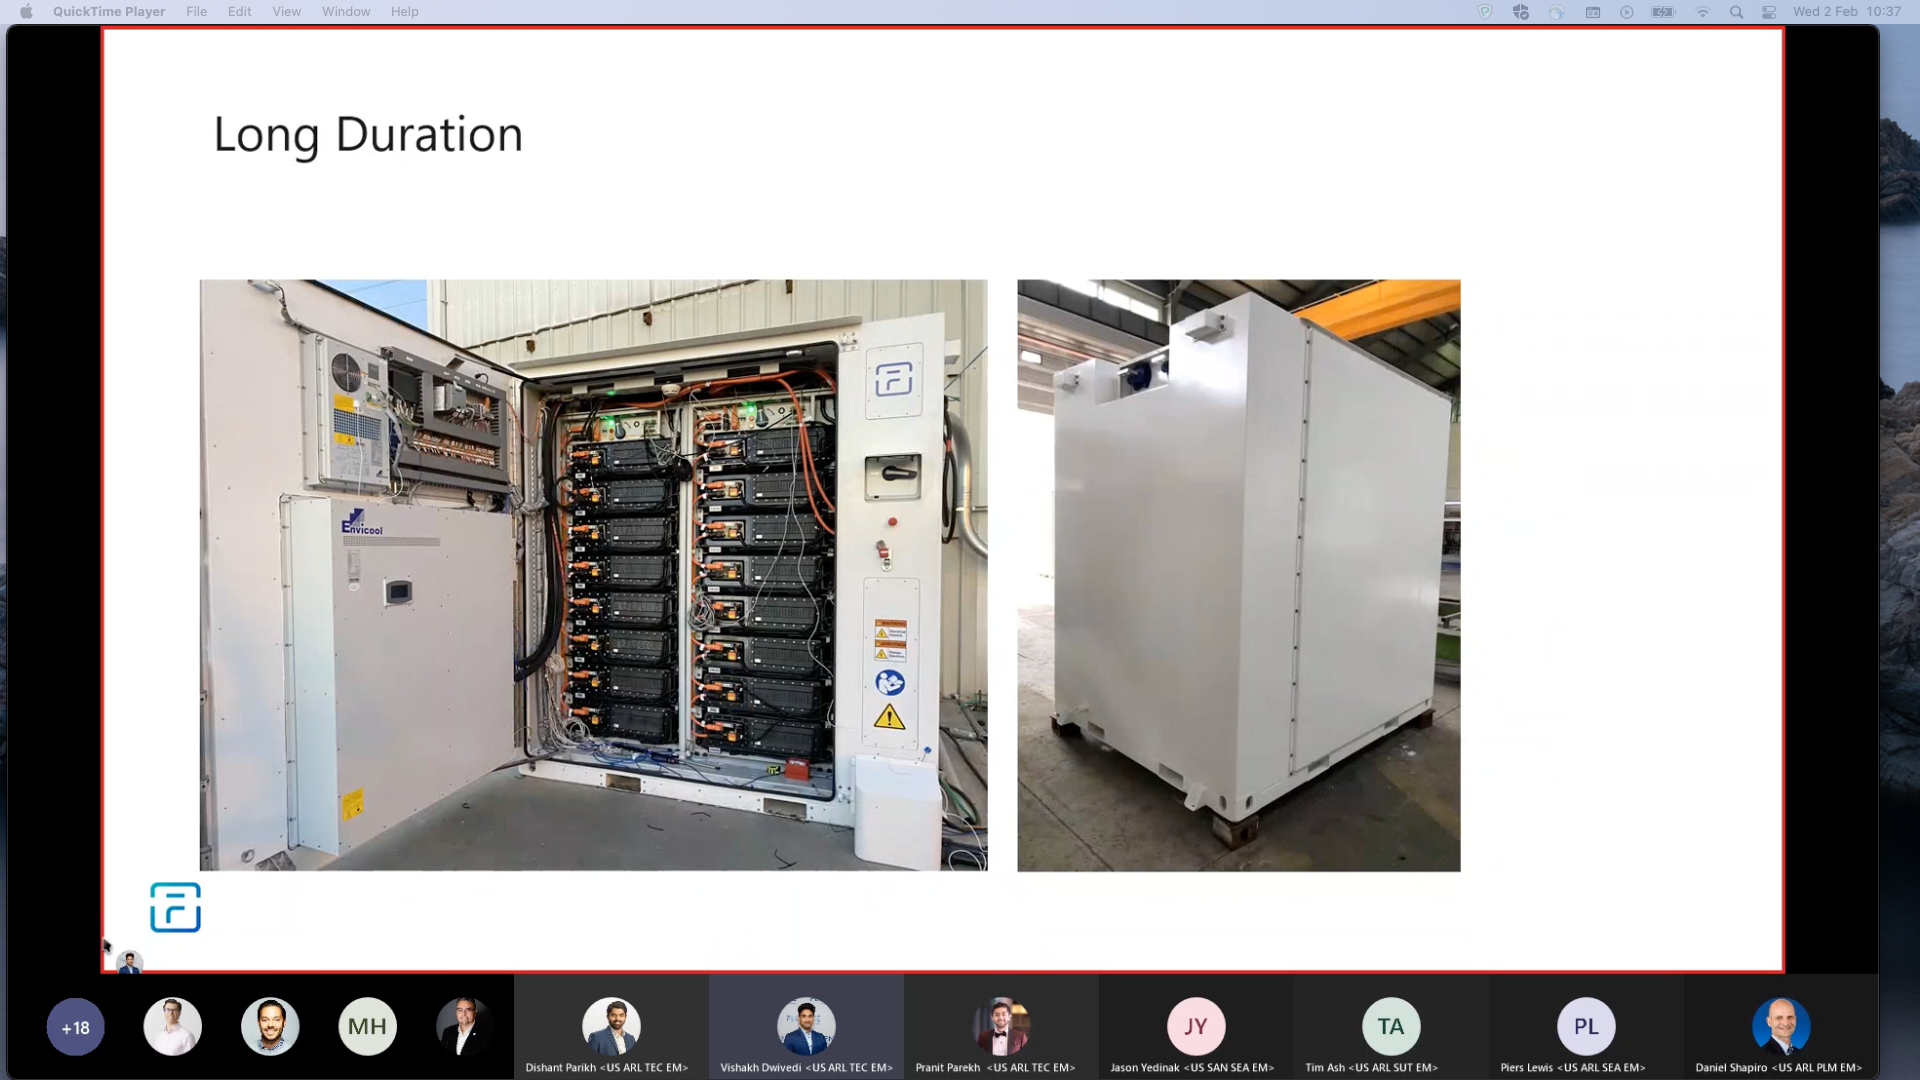 QuickTime Player File Edit View Window Help Wed 2 Feb 10:37
Long Duration
Envicool
+18
MH
JY
TA
PL
Dishant Parikh <US ARL TEC EM>
Vishakh Dwivedi <US ARL TEC EM>
Pranit Parekh <US ARL TEC EM>
Jason Yedinak <US SAN SEA EM>
Tim Ash <US ARL SUT EM>
Piers Lewis <US ARL SEA EM>
Daniel Shapiro <US ARL PLM EM>